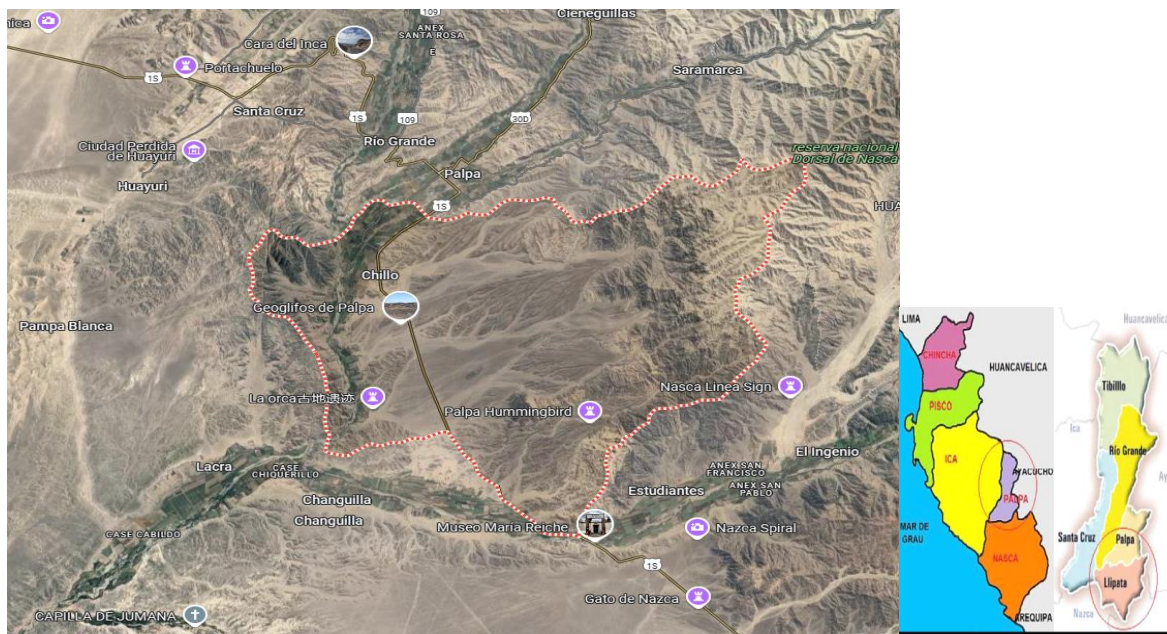 109
Cieneguillas
nica
ANEX
SANTA ROSA
E
Cara del Inca
Portachuelo
1S
Saramarca
Santa Cruz
1S
109
30D
Río Grande
Ciudad Perdida
de Huayuri
reserva nacional
Dorsal de Nasca
Palpa
Huayuri
1S
HUA
Chillo
Geoglifos de Palpa
Pampa Blanca
Nasca Linea Sign
La orca古地遗迹
Palpa Hummingbird
El Ingenio
Lacra
CASE
CHIQUERILLO
ANEX SAN
FRANCISCO
ANEX SAN
PABLO
Estudiantes
Changuilla
Changuilla
Museo Maria Reiche
Nazca Spiral
CASE CABILDO
1S
Gato de Nazca
CAPILLA DE JUMANA
LIMA
CHINCHA
HUANCAVELICA
PISCO
ICA
AYACUCHO
PALPA
MAR DE
GRAU
NASCA
AREQUIPA
Huancavelica
Tibilllo
Ica
Río Grande
Ay
Santa Cruz
Palpa
Llipata
Nazca